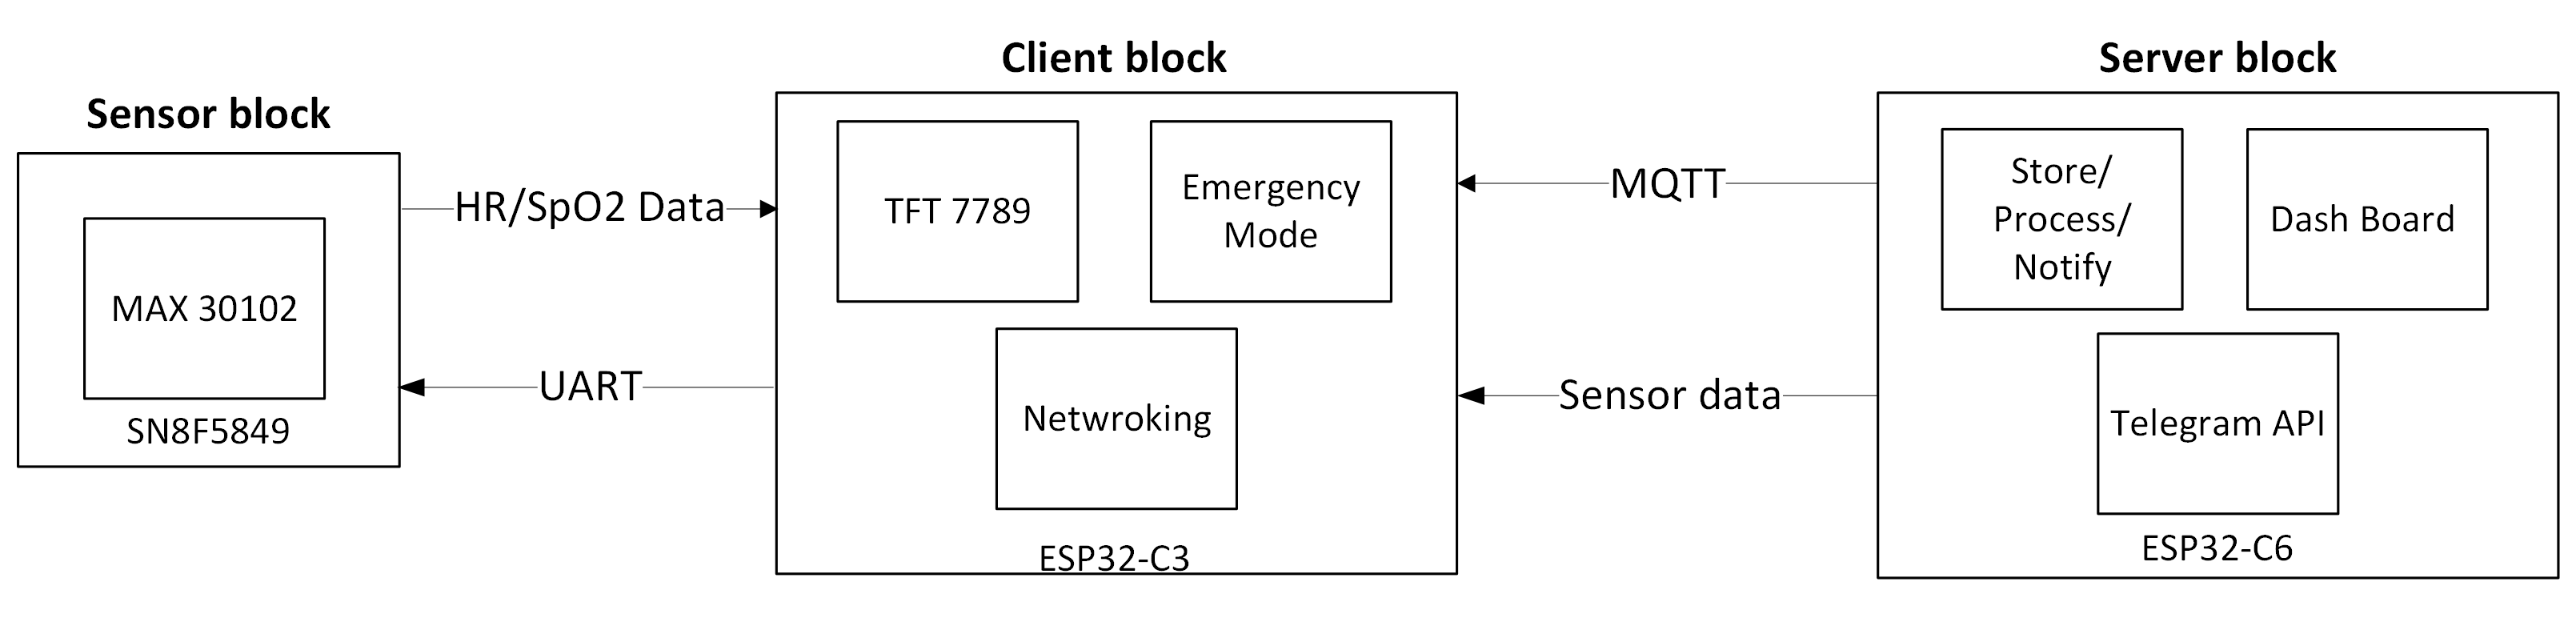 Sensor block
MAX 30102
SN8F5849
HR/SpO2 Data
UART
Client block
TFT 7789
Emergency
Mode
Netwroking
ESP32-C3
MQTT
Sensor data
Server block
Store/
Process/
Notify
Dash Board
Telegram API
ESP32-C6